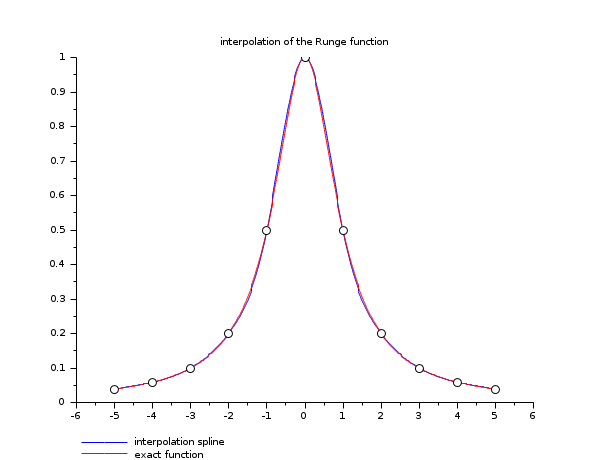 interpolation of the Runge function
1
0.9
0.8
0.7
0.6
0.5
0.4
0.3
0.2
0.1
0
-6 -5 -4 -3 -2 -1 0 1 2 3 4 5 6
interpolation spline
exact function